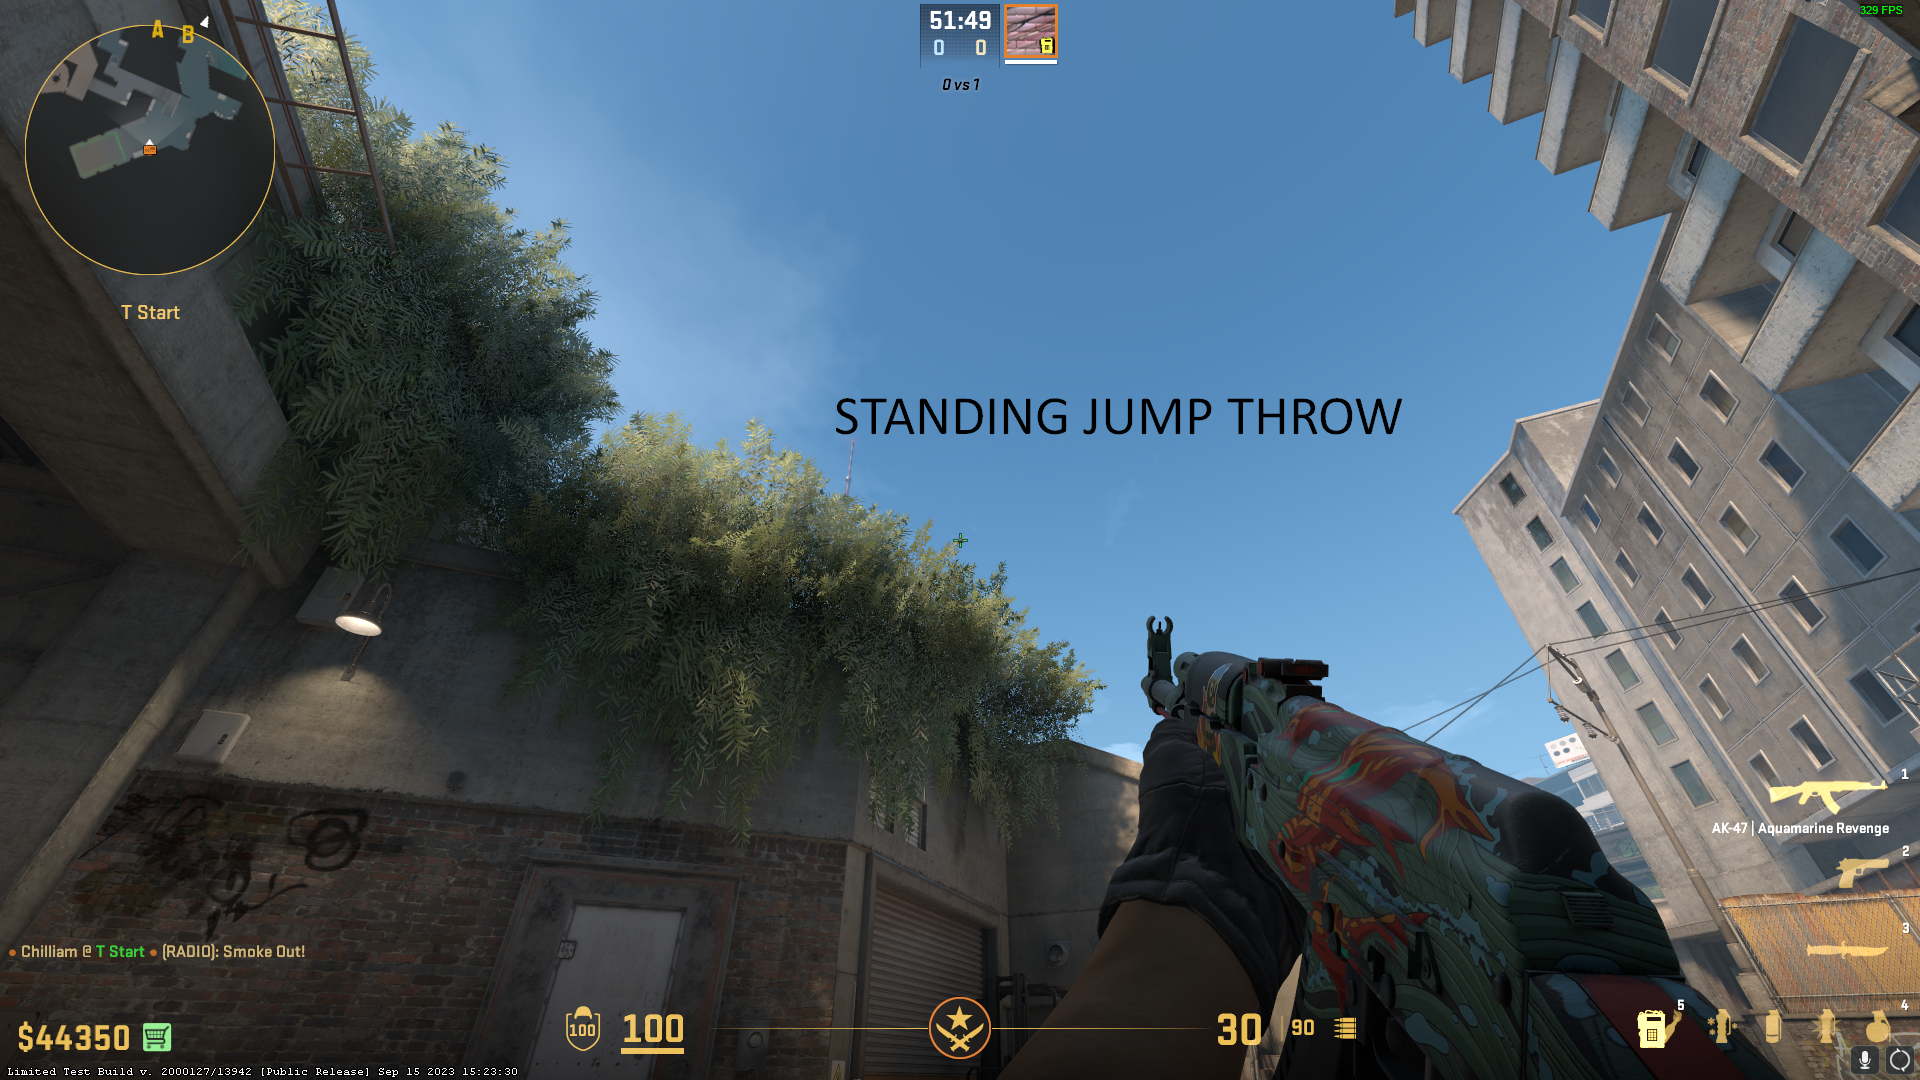 A
B
51:49
0 0
0 vs 1
329 FPS
T Start
STANDING JUMP THROW
1
AK-47 | Aquamarine Revenge
2
3
• Chilliam @ T Start • (RADIO): Smoke Out!
5
4
$44350
100
100
30 | 90
Limited Test Build v. 2000127/13942 [Public Release] Sep 15 2023 15:23:30